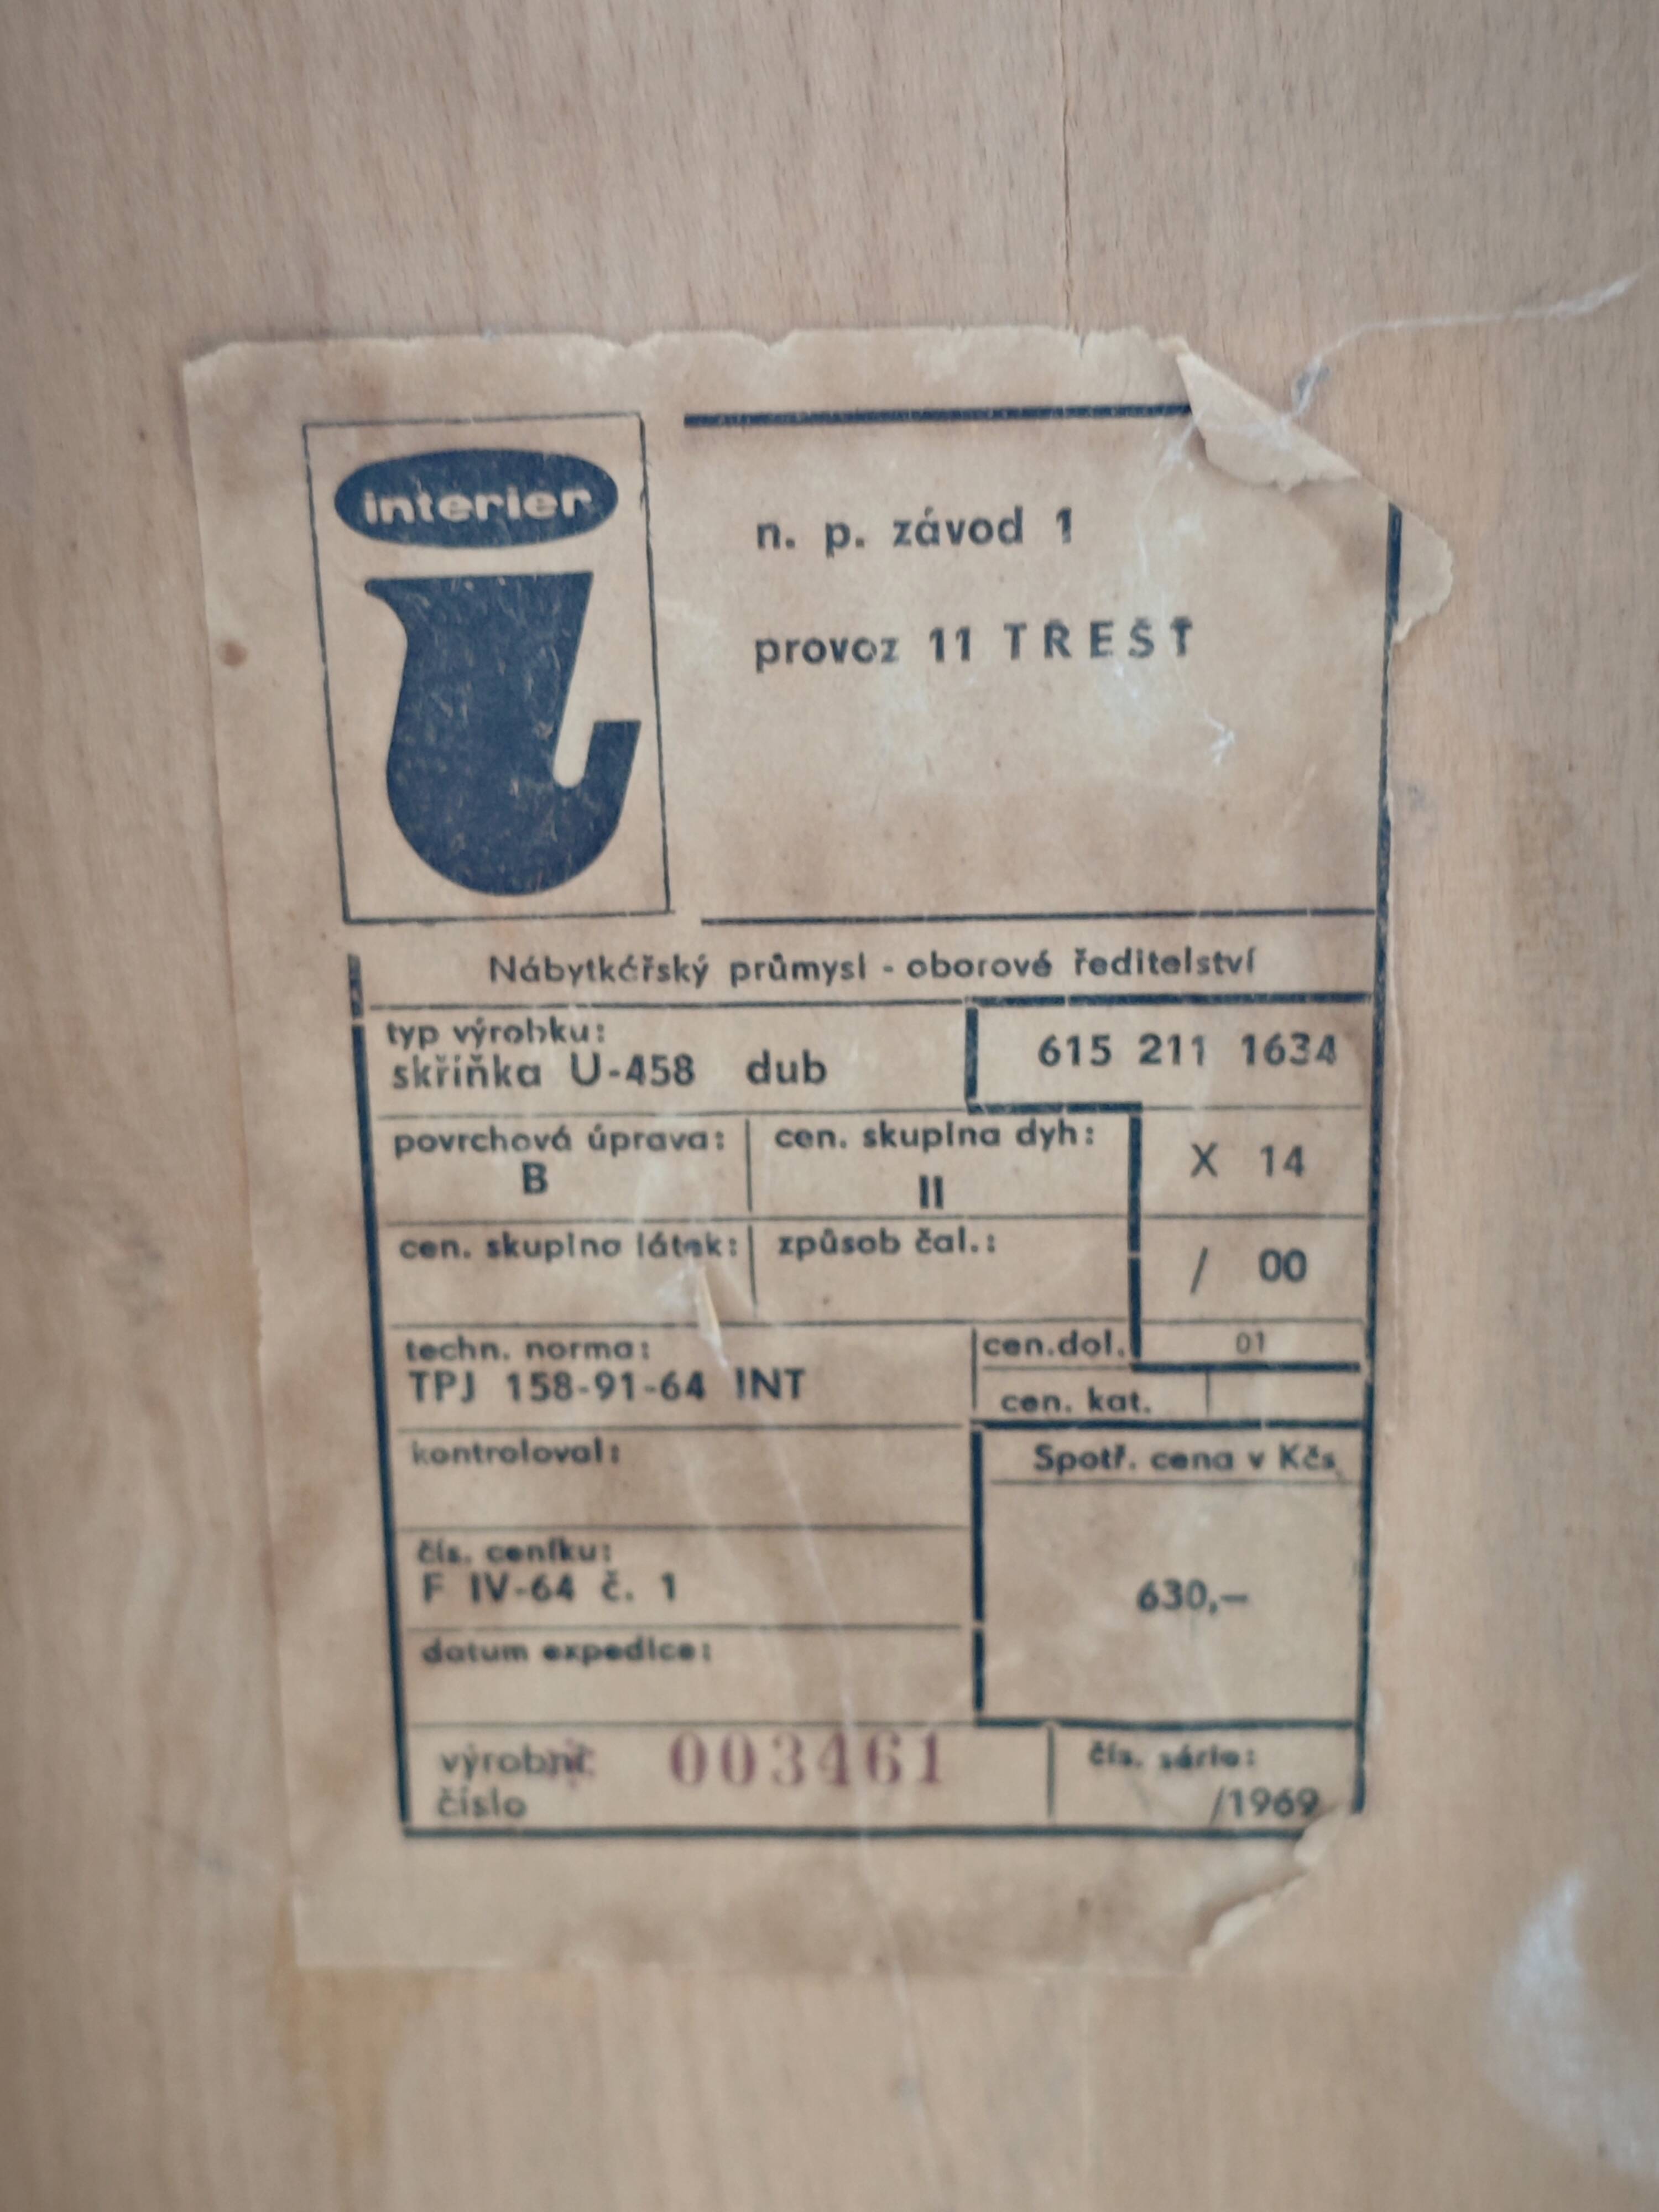 interier
n. p. závod 1
provoz 11 TŘEŠŤ
Nábytkářský průmysl - oborové ředitelství
typ výrobku:
skříňka U-458 dub
615 211 1634
povrchová úprava:
B
cen. skupina dyh:
II
X 14
cen. skupina látek:
způsob čal.:
/ 00
techn. norma:
TPJ 158-91-64 INT
cen.dol.
01
cen. kat.
kontroloval:
Spotř. cena v Kčs
630,—
čís. ceníku:
F IV-64 č. 1
datum expedice:
výrobní
číslo
003461
čís. série:
/1969